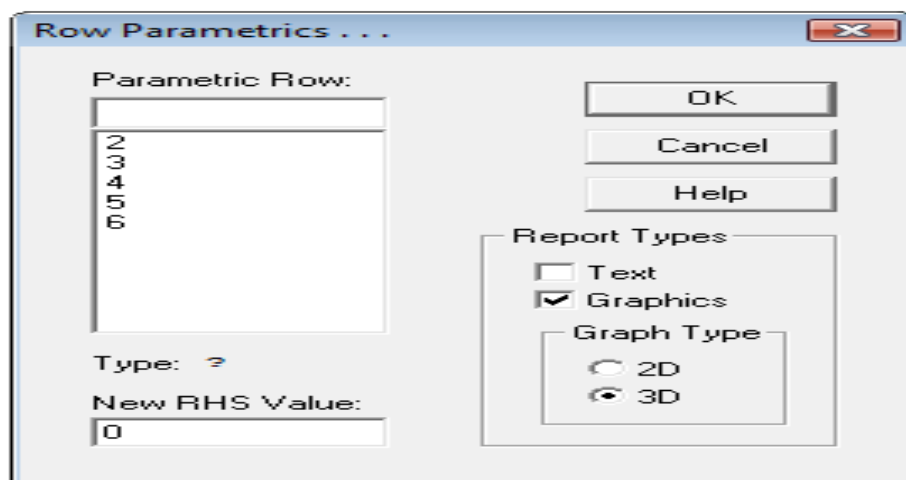 Row Parametrics . . .
Parametric Row:
2
3
4
5
6
Type: ?
New RHS Value:
0
OK
Cancel
Help
Report Types
Text
Graphics
Graph Type
2D
3D